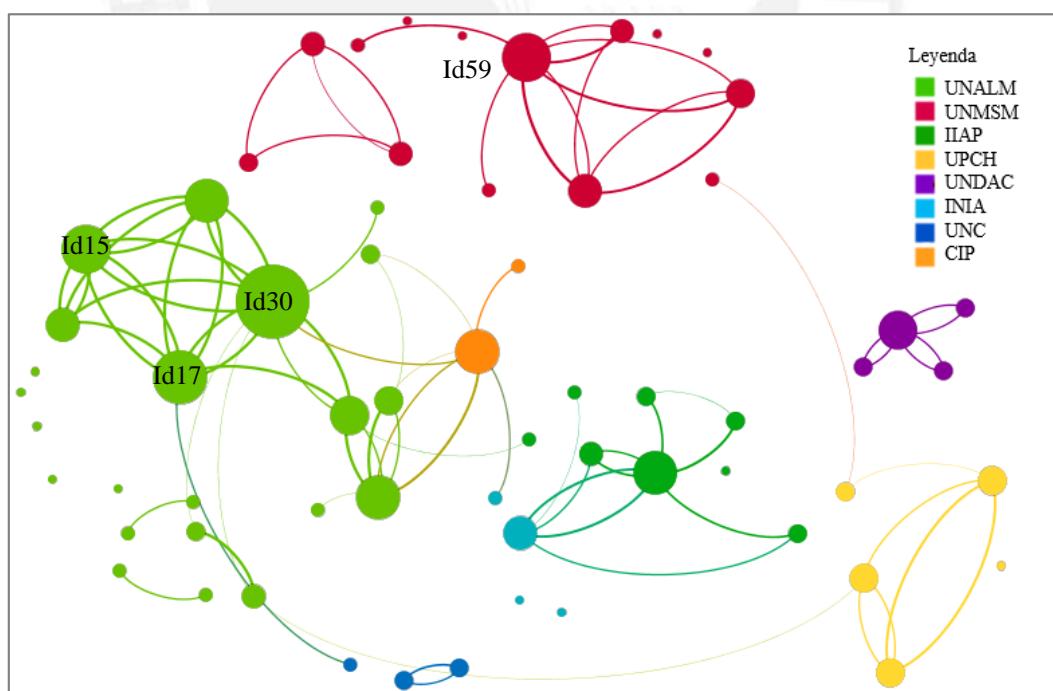 Id59
Leyenda
UNALM
UNMSM
IIAP
UPCH
UNDAC
INIA
UNC
CIP
Id15
Id30
Id17